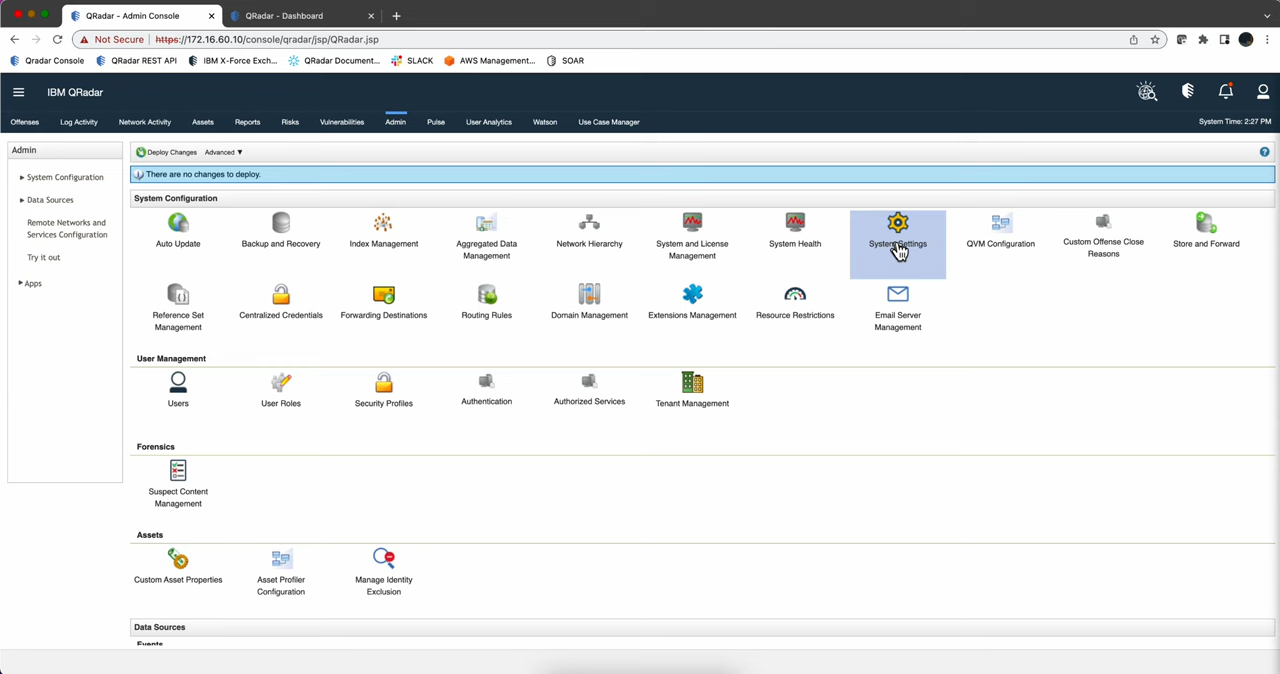 QRadar - Admin Console
QRadar - Dashboard
Not Secure https://172.16.60.10/console/qradar/jsp/QRadar.jsp
Qradar Console QRadar REST API IBM X-Force Exch... QRadar Document... SLACK AWS Management... SOAR
IBM QRadar
Offenses Log Activity Network Activity Assets Reports Risks Vulnerabilities Admin Pulse User Analytics Watson Use Case Manager System Time: 2:27 PM
Admin
System Configuration
Data Sources
Remote Networks and
Services Configuration
Try it out
Apps
Deploy Changes Advanced ▼
There are no changes to deploy.
System Configuration
Auto Update
Backup and Recovery
Index Management
Aggregated Data
Management
Network Hierarchy
System and License
Management
System Health
System Settings
QVM Configuration
Custom Offense Close
Reasons
Store and Forward
Reference Set
Management
Centralized Credentials
Forwarding Destinations
Routing Rules
Domain Management
Extensions Management
Resource Restrictions
Email Server
Management
User Management
Users
User Roles
Security Profiles
Authentication
Authorized Services
Tenant Management
Forensics
Suspect Content
Management
Assets
Custom Asset Properties
Asset Profiler
Configuration
Manage Identity
Exclusion
Data Sources
Events